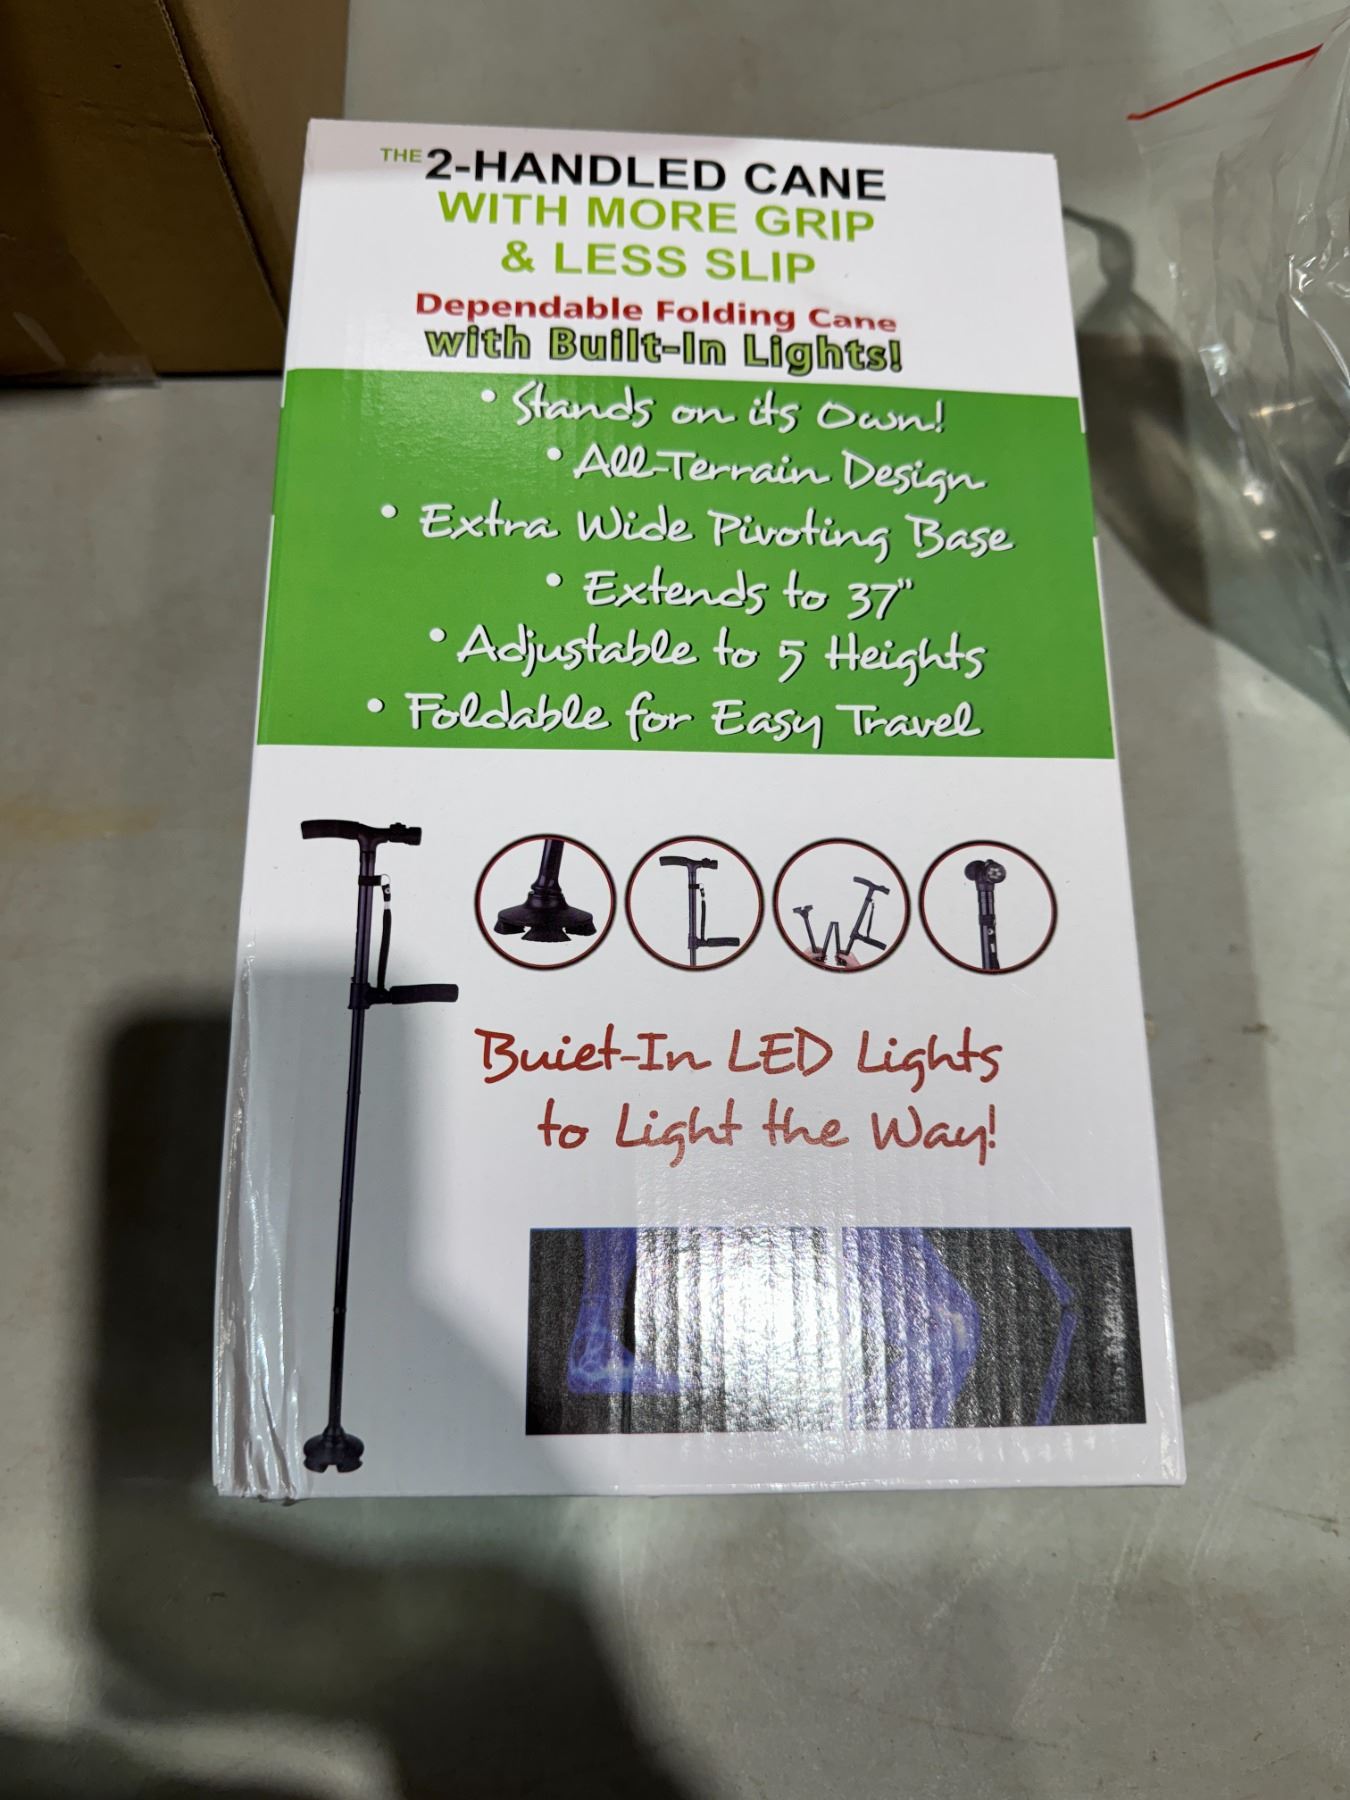 THE 2-HANDLED CANE
WITH MORE GRIP
& LESS SLIP
Dependable Folding Cane
with Built-In Lights!
• Stands on its Own!
• All-Terrain Design
• Extra Wide Pivoting Base
• Extends to 37"
• Adjustable to 5 Heights
• Foldable for Easy Travel
Buiet-In LED Lights
to Light the Way!